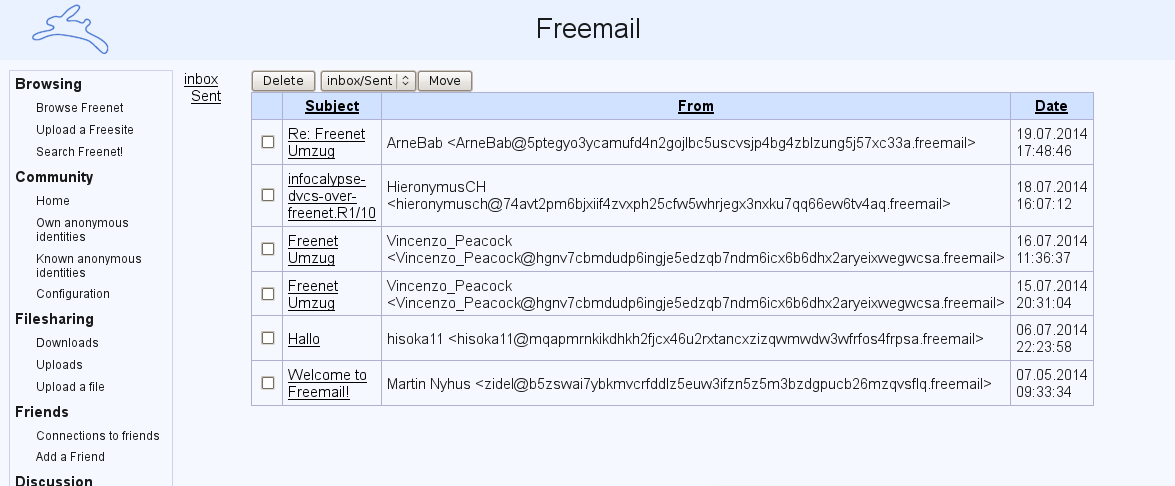 Freemail
Browsing
Browse Freenet
Upload a Freesite
Search Freenet!
Community
Home
Own anonymous
identities
Known anonymous
identities
Configuration
Filesharing
Downloads
Uploads
Upload a file
Friends
Connections to friends
Add a Friend
Discussion
inbox
Sent
Delete inbox/Sent Move
Subject From Date
Re: Freenet
Umzug
ArneBab <ArneBab@5ptegyo3ycamufd4n2gojlbc5uscvsjp4bg4zblzung5j57xc33a.freemail>
19.07.2014
17:48:46
infocalypse-
dvcs-over-
freenet.R1/10
HieronymusCH
<hieronymusch@74avt2pm6bjxiif4zvxph25cfw5whrjegx3nxku7qq66ew6tv4aq.freemail>
18.07.2014
16:07:12
Freenet
Umzug
Vincenzo_Peacock
<Vincenzo_Peacock@hgnv7cbmdudp6ingje5edzqb7ndm6icx6b6dhx2aryeixwegwcsa.freemail>
16.07.2014
11:36:37
Freenet
Umzug
Vincenzo_Peacock
<Vincenzo_Peacock@hgnv7cbmdudp6ingje5edzqb7ndm6icx6b6dhx2aryeixwegwcsa.freemail>
15.07.2014
20:31:04
Hallo
hisoka11 <hisoka11@mqapmrnkikdhkh2fjcx46u2rxtancxzizqwmwdw3wfrfos4frpsa.freemail>
06.07.2014
22:23:58
Welcome to
Freemail!
Martin Nyhus <zidel@b5zswai7ybkmvcrfddlz5euw3ifzn5z5m3bzdgpucb26mzqvsflq.freemail>
07.05.2014
09:33:34